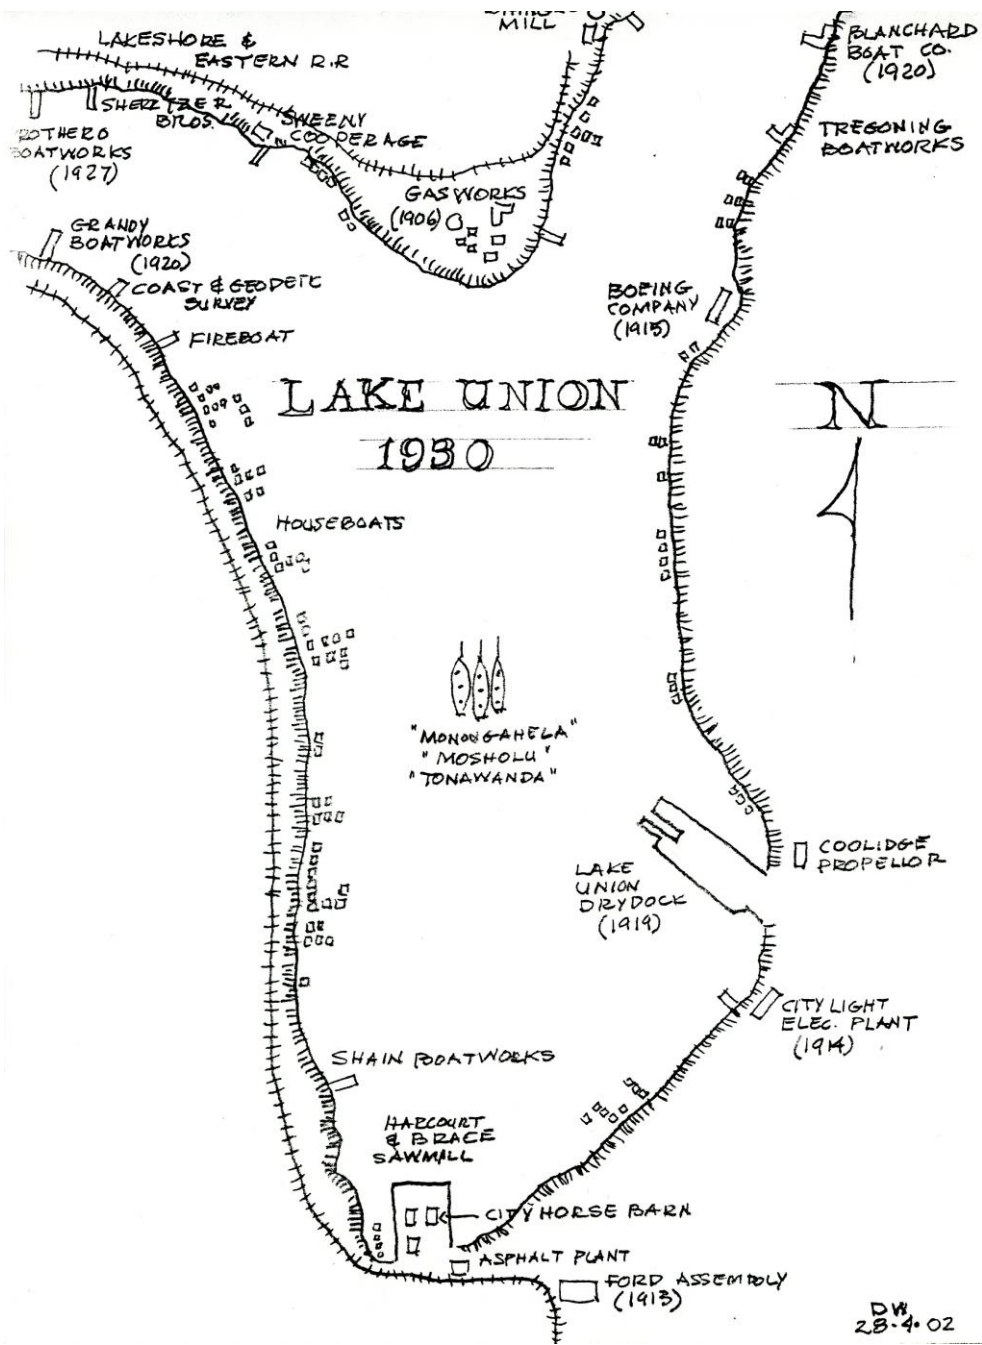 MILL
BLANCHARD
BOAT CO.
(1920)
LAKESHORE &
EASTERN R.R
SHERTZER
BROS.
SWEENY
COOPERAGE
TREGONING
BOATWORKS
ROTHERO
BOATWORKS
(1927)
GASWORKS
(1906)
GRANDY
BOATWORKS
(1920)
COAST & GEODETIC
SURVEY
FIREBOAT
BOEING
COMPANY
(1915)
LAKE UNION
1930
N
HOUSEBOATS
"MONONGAHELA"
"MOSHOLU"
"TONAWANDA"
COOLIDGE
PROPELLOR
LAKE
UNION
DRYDOCK
(1919)
CITY LIGHT
ELEC. PLANT
(1914)
SHAIN BOATWORKS
HARCOURT
& BRACE
SAWMILL
CITY HORSE BARN
ASPHALT PLANT
FORD ASSEMBLY
(1913)
DW
28.4.02